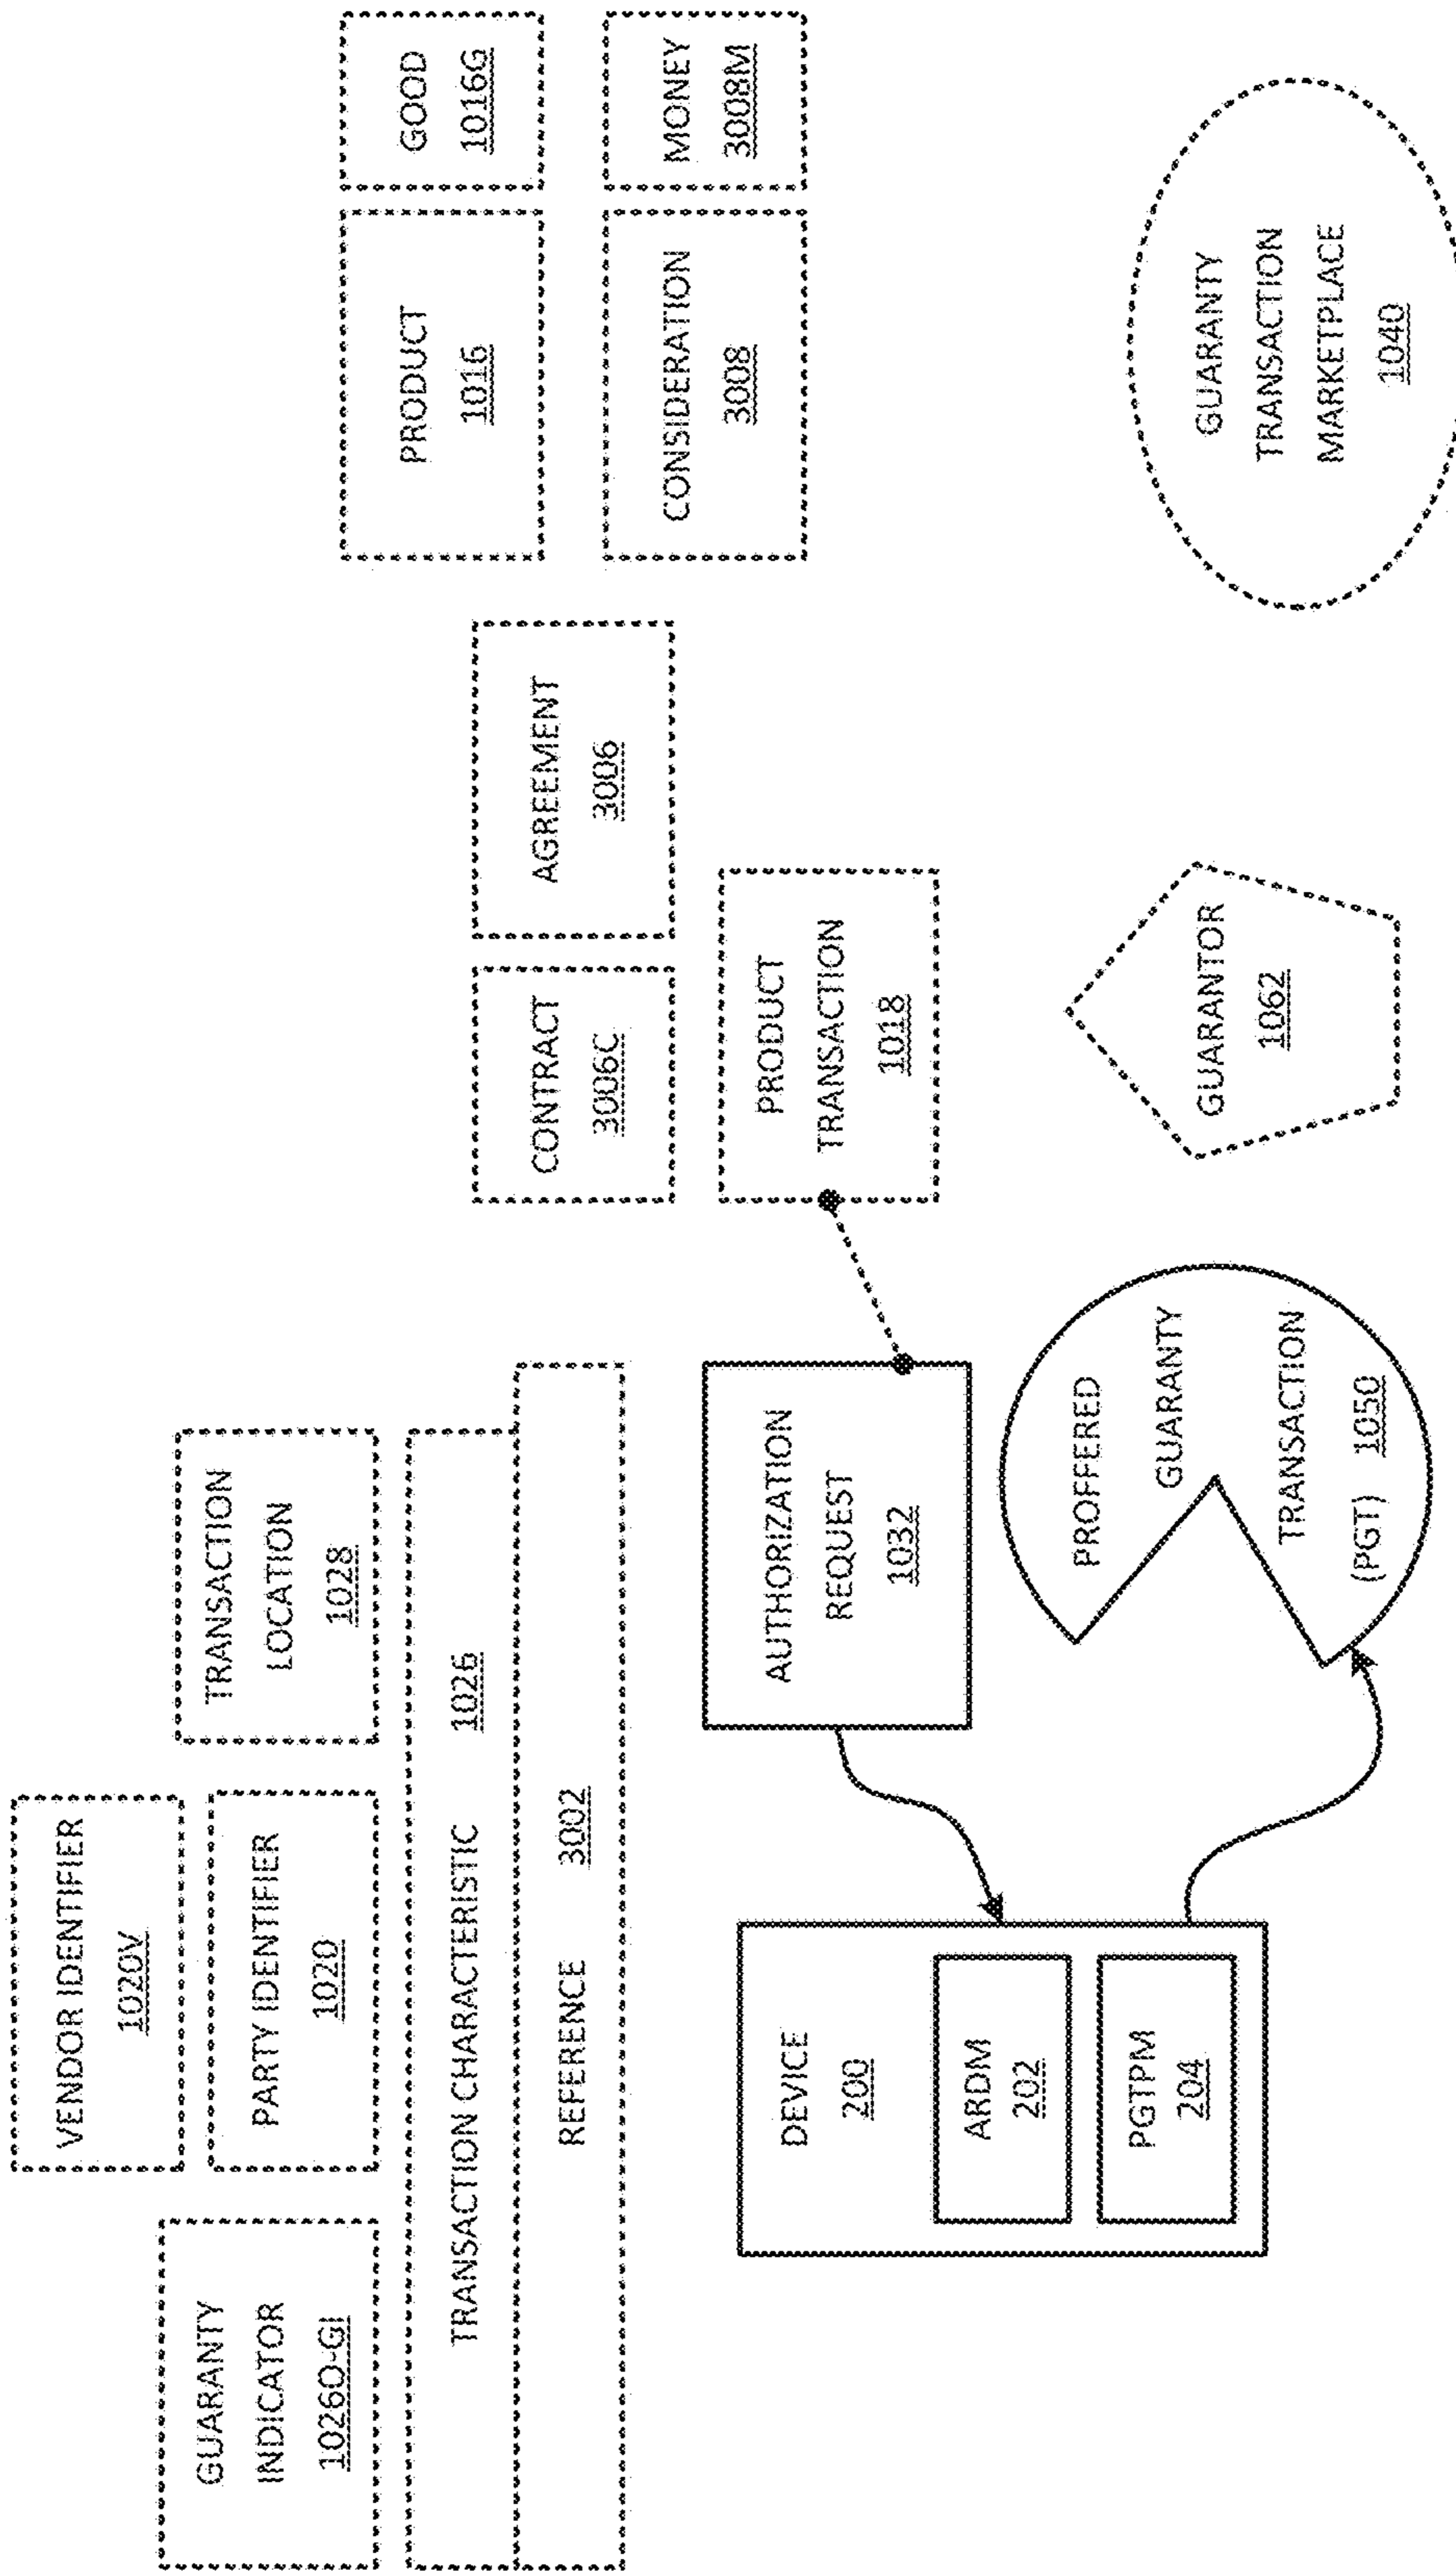 VENDOR IDENTIFIER
1020V
GUARANTY
INDICATOR
1026O-GI
PARTY IDENTIFIER
1020
TRANSACTION
LOCATION
1028
TRANSACTION CHARACTERISTIC 1026
REFERENCE 3002
PRODUCT
1016
GOOD
1016G
CONTRACT
3006C
AGREEMENT
3006
CONSIDERATION
3008
MONEY
3008M
DEVICE
200
ARDM
202
PGTPM
204
AUTHORIZATION
REQUEST
1032
PRODUCT
TRANSACTION
1018
PROFFERED
GUARANTY
TRANSACTION
(PGT) 1050
GUARANTOR
1062
GUARANTY
TRANSACTION
MARKETPLACE
1040